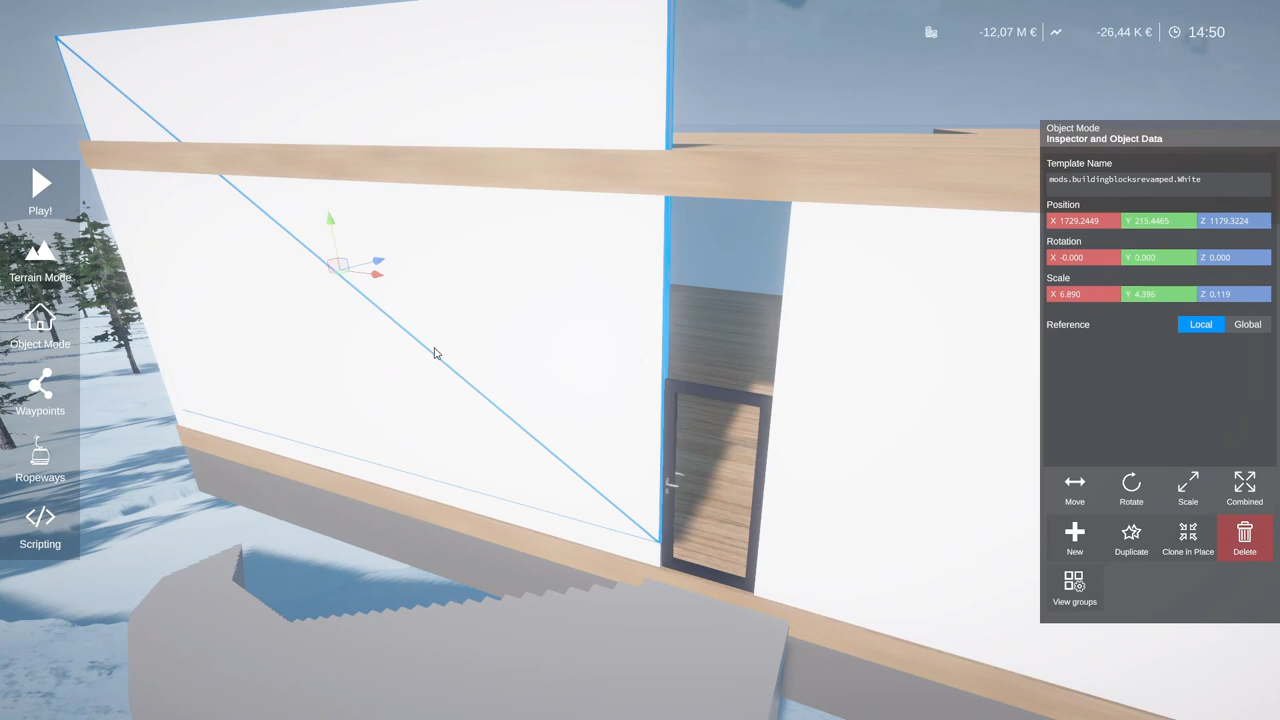 -12,07 M €
-26,44 K €
14:50
Play!
Terrain Mode
Object Mode
Waypoints
Ropeways
Scripting
Object Mode
Inspector and Object Data
Template Name
mods.buildingblocksrevamped.White
Position
X 1729.2449 Y 215.4465 Z 1179.3224
Rotation
X -0.000 Y 0.000 Z 0.000
Scale
X 6.890 Y 4.396 Z 0.119
Reference Local Global
Move Rotate Scale Combined
New Duplicate Clone in Place Delete
View groups